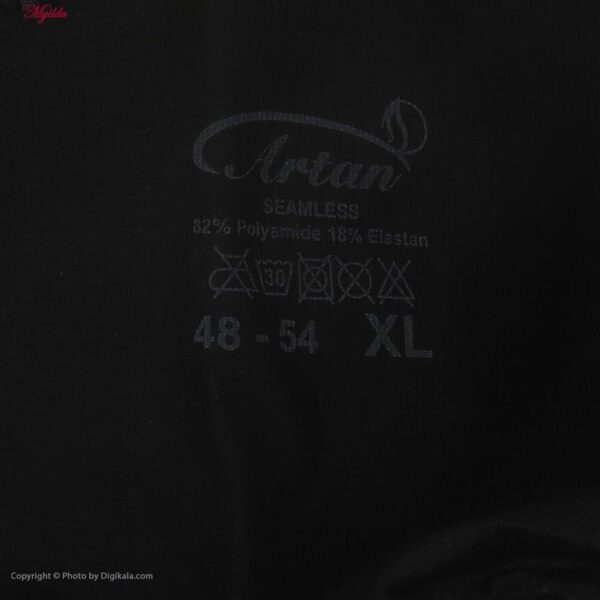 Myilda
Artan
SEAMLESS
82% Polyamide 18% Elastan
30
48 - 54 XL
Copyright © Photo by Digikala.com